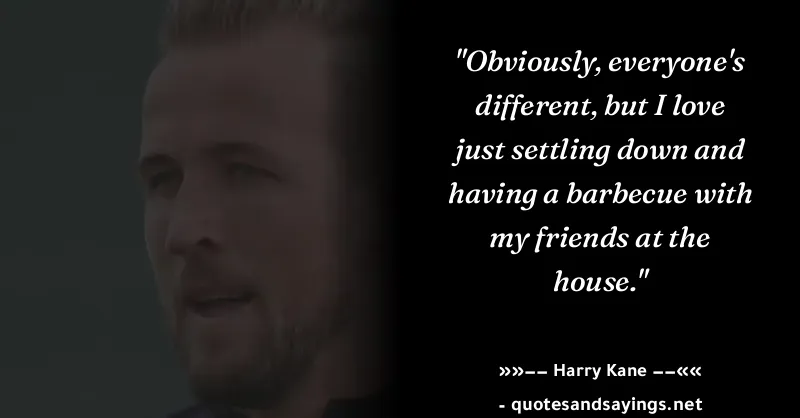 "Obviously, everyone's
different, but I love
just settling down and
having a barbecue with
my friends at the
house."
»»−− Harry Kane −−««
- quotesandsayings.net